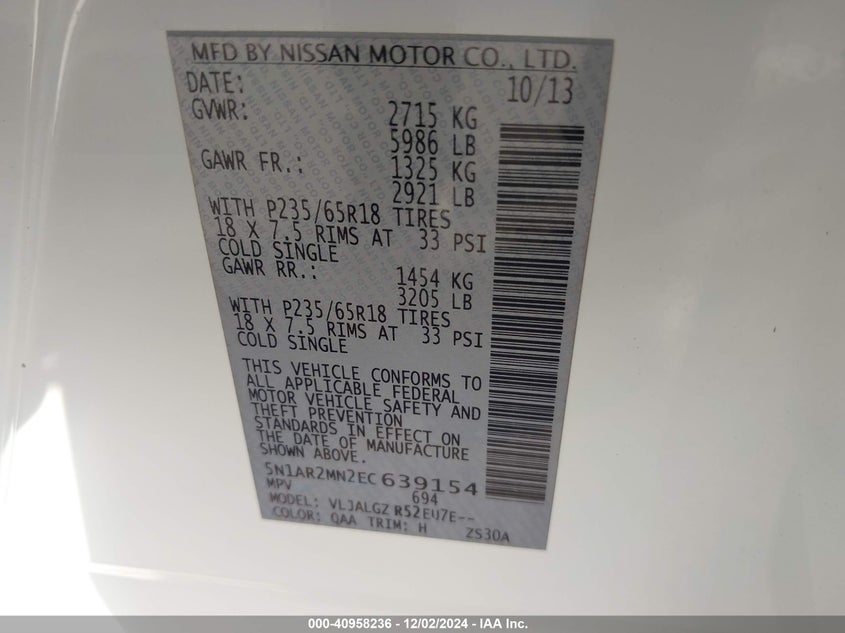 MFD BY NISSAN MOTOR CO., LTD.
DATE: 10/13
GVWR: 2715 KG
5986 LB
GAWR FR.: 1325 KG
2921 LB
WITH P235/65R18 TIRES
18 X 7.5 RIMS AT 33 PSI
COLD SINGLE
GAWR RR.: 1454 KG
3205 LB
WITH P235/65R18 TIRES
18 X 7.5 RIMS AT 33 PSI
COLD SINGLE
THIS VEHICLE CONFORMS TO
ALL APPLICABLE FEDERAL
MOTOR VEHICLE SAFETY AND
THEFT PREVENTION
STANDARDS IN EFFECT ON
THE DATE OF MANUFACTURE
SHOWN ABOVE.
5N1AR2MN2EC639154
MPV 694
MODEL: VLJALGZ R52EU7E--
COLOR: QAA TRIM: H ZS30A
000-40958236 - 12/02/2024 - IAA Inc.